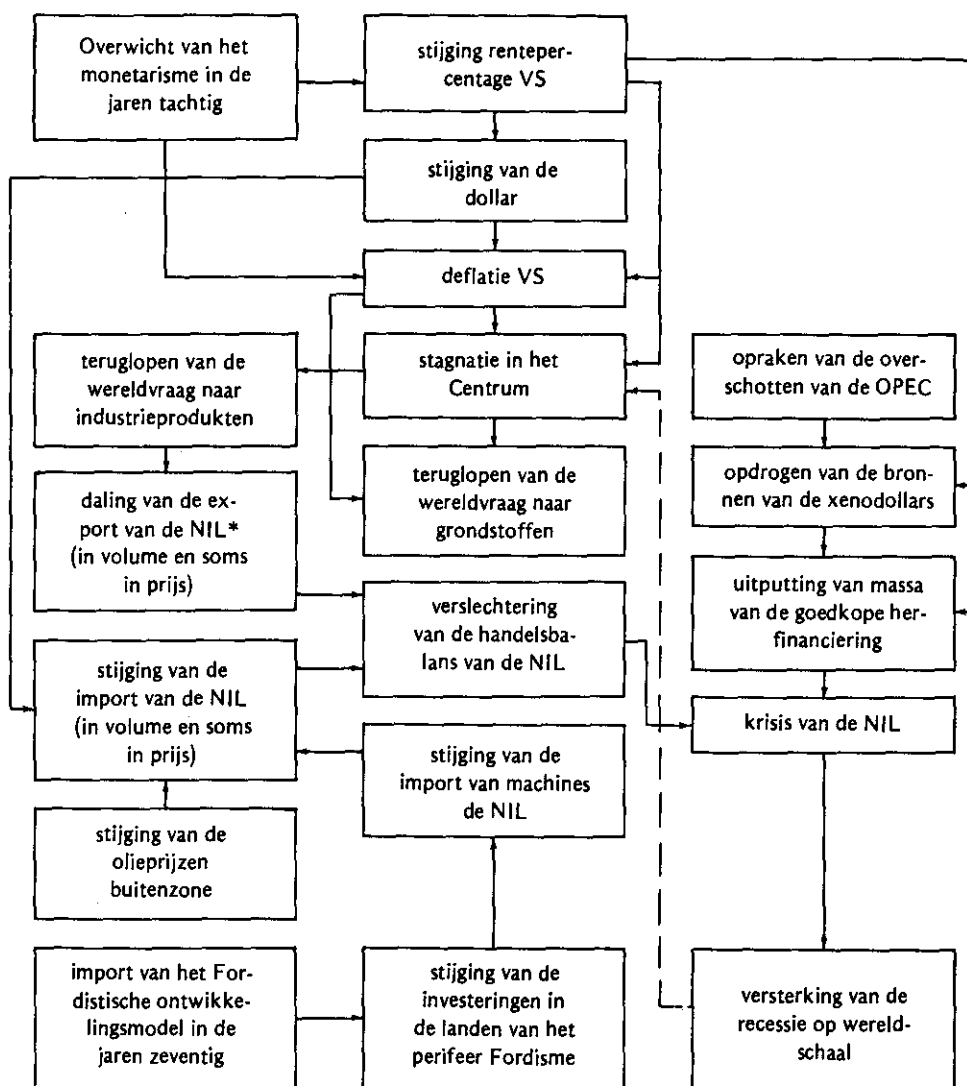 Overwicht van het
monetarisme in de
jaren tachtig
stijging renteper-
centage VS
stijging van de
dollar
deflatie VS
teruglopen van de
wereldvraag naar
industrieprodukten
stagnatie in het
Centrum
opraken van de over-
schotten van de OPEC
daling van de ex-
port van de NIL*
(in volume en soms
in prijs)
teruglopen van de
wereldvraag naar
grondstoffen
opdrogen van de bron-
nen van de xenodollars
verslechtering
van de handelsba-
lans van de NIL
uitputting van massa
van de goedkope her-
financiering
stijging van de
import van de NIL
(in volume en soms
in prijs)
krisis van de NIL
stijging van de
import van machines
de NIL
stijging van de
olieprijzen
buitenzone
import van het For-
distische ontwikke-
lingsmodel in de
jaren zeventig
stijging van de
investeringen in
de landen van het
perifeer Fordisme
versterking van de
recessie op wereld-
schaal